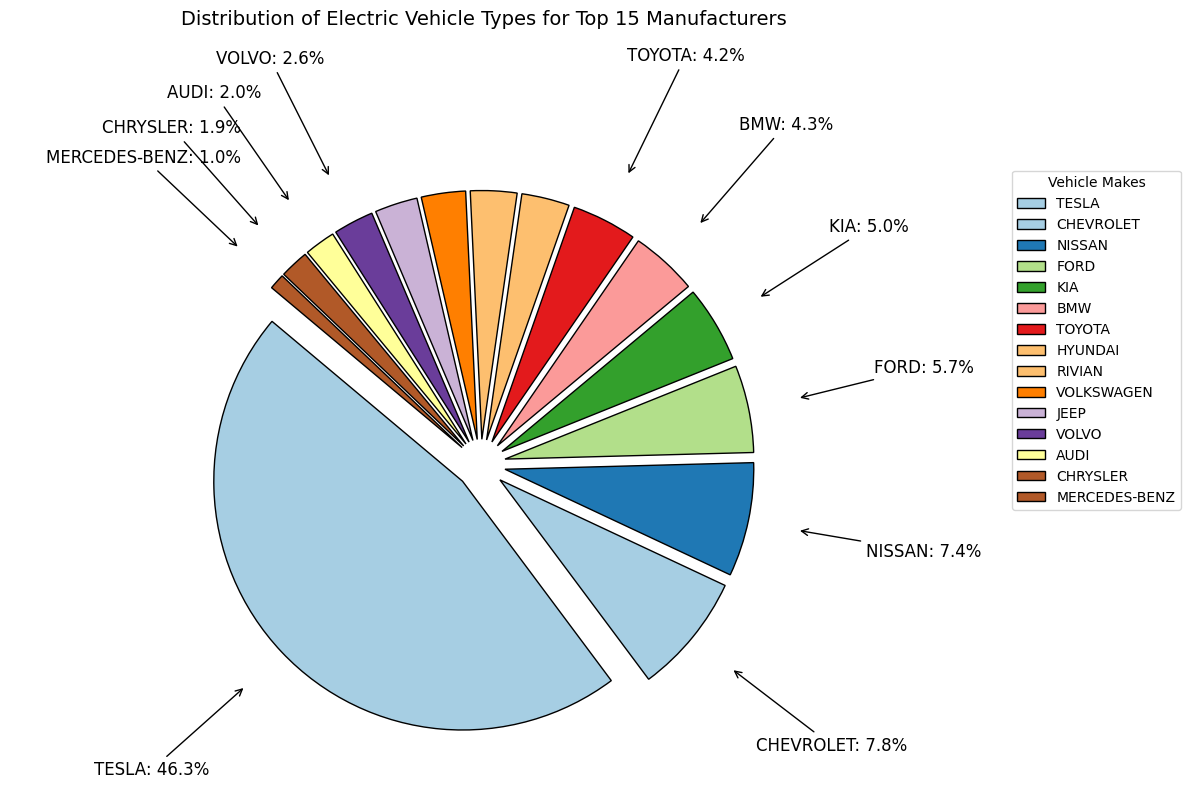 Distribution of Electric Vehicle Types for Top 15 Manufacturers
VOLVO: 2.6%
TOYOTA: 4.2%
AUDI: 2.0%
CHRYSLER: 1.9%
BMW: 4.3%
MERCEDES-BENZ: 1.0%
KIA: 5.0%
FORD: 5.7%
NISSAN: 7.4%
CHEVROLET: 7.8%
TESLA: 46.3%
Vehicle Makes
TESLA
CHEVROLET
NISSAN
FORD
KIA
BMW
TOYOTA
HYUNDAI
RIVIAN
VOLKSWAGEN
JEEP
VOLVO
AUDI
CHRYSLER
MERCEDES-BENZ